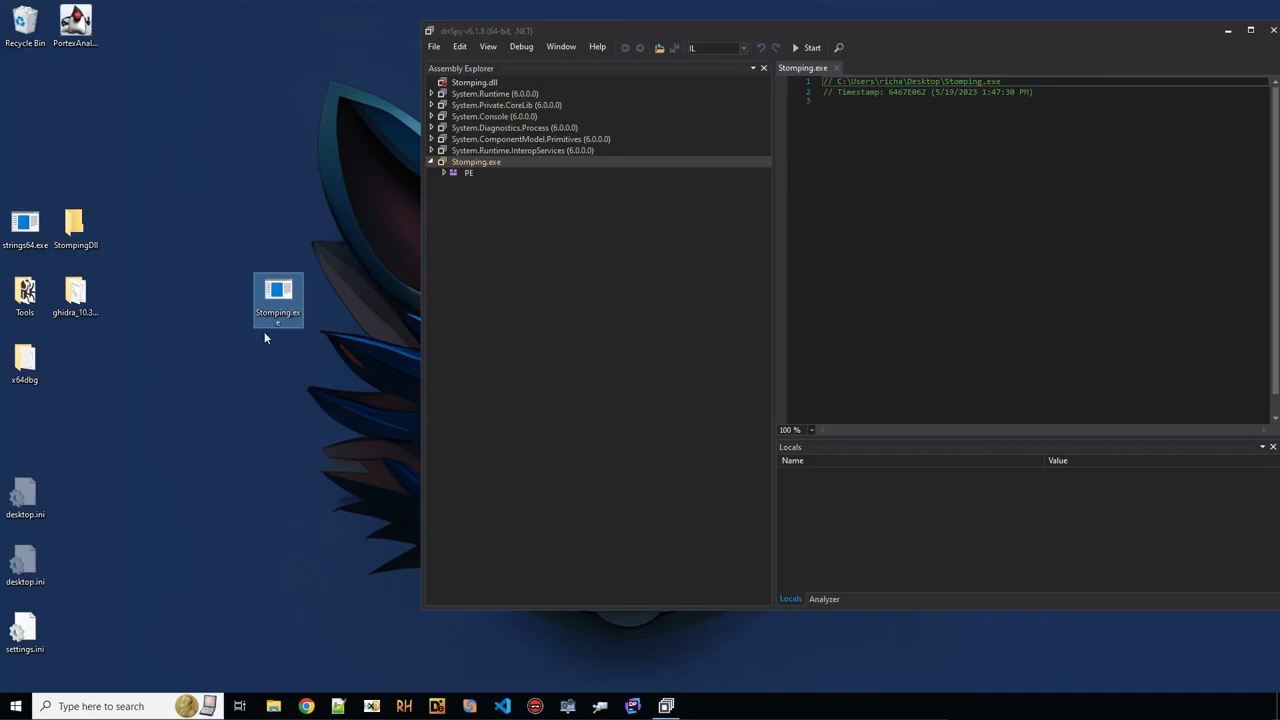 Recycle Bin
PortexAnal...
strings64.exe
StompingDll
Tools
ghidra_10.3...
x64dbg
desktop.ini
desktop.ini
settings.ini
Stomping.ex
e
dnSpy v6.1.8 (64-bit, .NET)
File Edit View Debug Window Help
IL
Start
Assembly Explorer
Stomping.dll
System.Runtime (6.0.0.0)
System.Private.CoreLib (6.0.0.0)
System.Console (6.0.0.0)
System.Diagnostics.Process (6.0.0.0)
System.ComponentModel.Primitives (6.0.0.0)
System.Runtime.InteropServices (6.0.0.0)
Stomping.exe
PE
Stomping.exe
1 // C:\Users\richa\Desktop\Stomping.exe
2 // Timestamp: 6467E062 (5/19/2023 1:47:30 PM)
3
100 %
Locals
Name Value
Locals Analyzer
Type here to search
RH